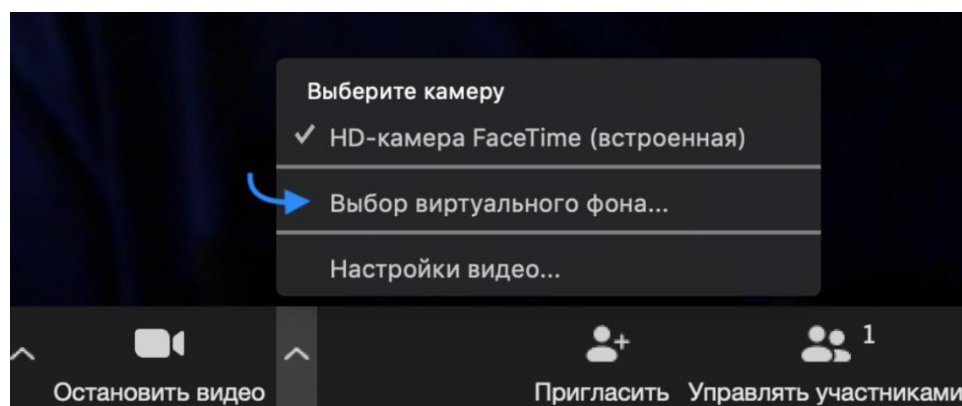 Выберите камеру
HD-камера FaceTime (встроенная)
Выбор виртуального фона...
Настройки видео...
1
Остановить видео
Пригласить
Управлять участниками